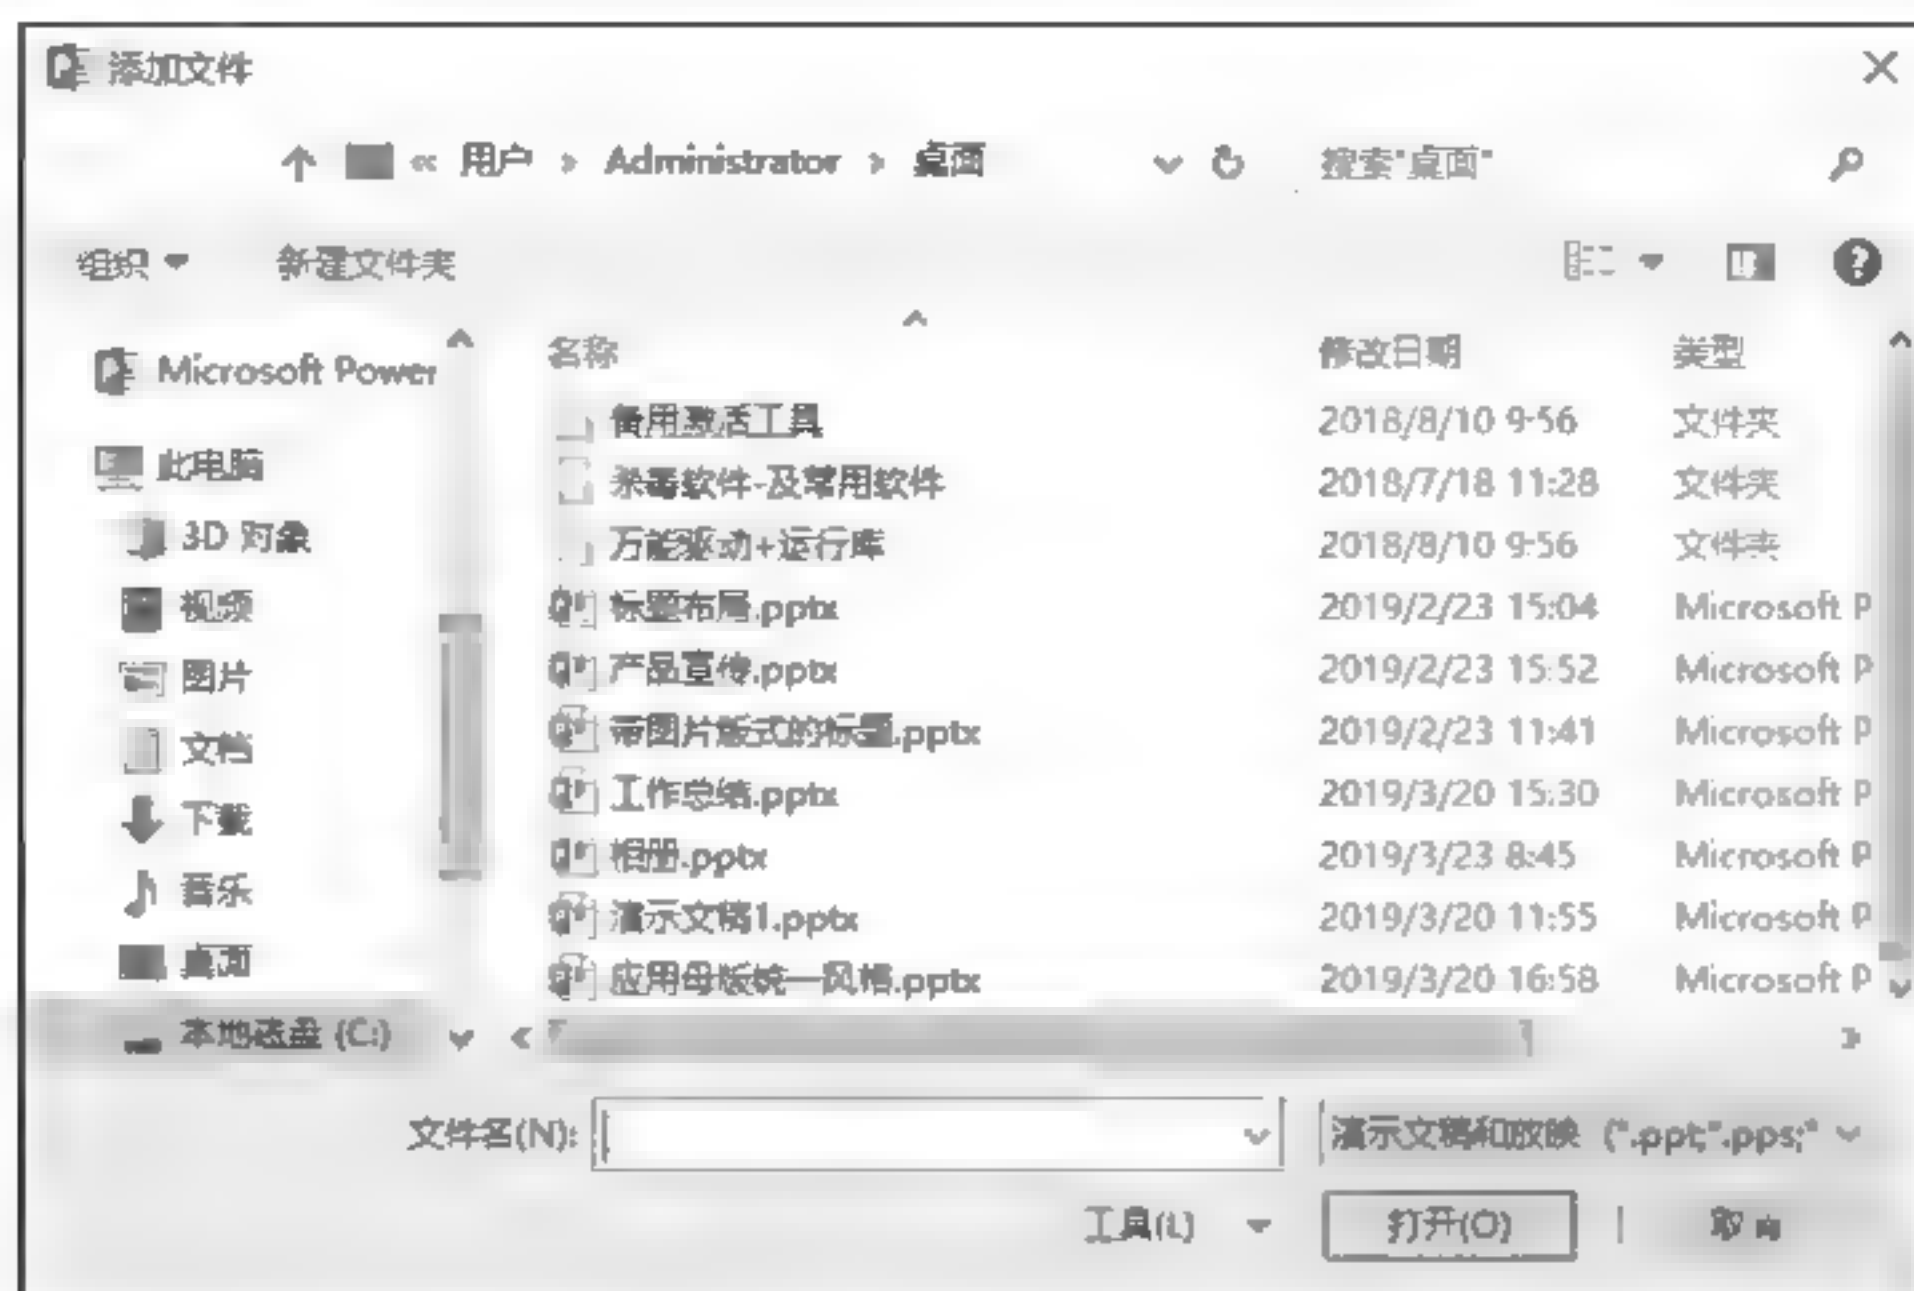 添加文件
« 用户 › Administrator › 桌面
搜索"桌面"
组织
新建文件夹
Microsoft Power
此电脑
3D 对象
视频
图片
文档
下载
音乐
桌面
本地磁盘 (C:)
名称 修改日期 类型
备用激活工具 2018/8/10 9:56 文件夹
杀毒软件-及常用软件 2018/7/18 11:28 文件夹
万能驱动+运行库 2018/8/10 9:56 文件夹
标题布局.pptx 2019/2/23 15:04 Microsoft P
产品宣传.pptx 2019/2/23 15:52 Microsoft P
带图片版式的标题.pptx 2019/2/23 11:41 Microsoft P
工作总结.pptx 2019/3/20 15:30 Microsoft P
相册.pptx 2019/3/23 8:45 Microsoft P
演示文稿1.pptx 2019/3/20 11:55 Microsoft P
应用母版统一风格.pptx 2019/3/20 16:58 Microsoft P
文件名(N):
演示文稿和放映 (*.ppt;*.pps;*
工具(L)
打开(O)
取消